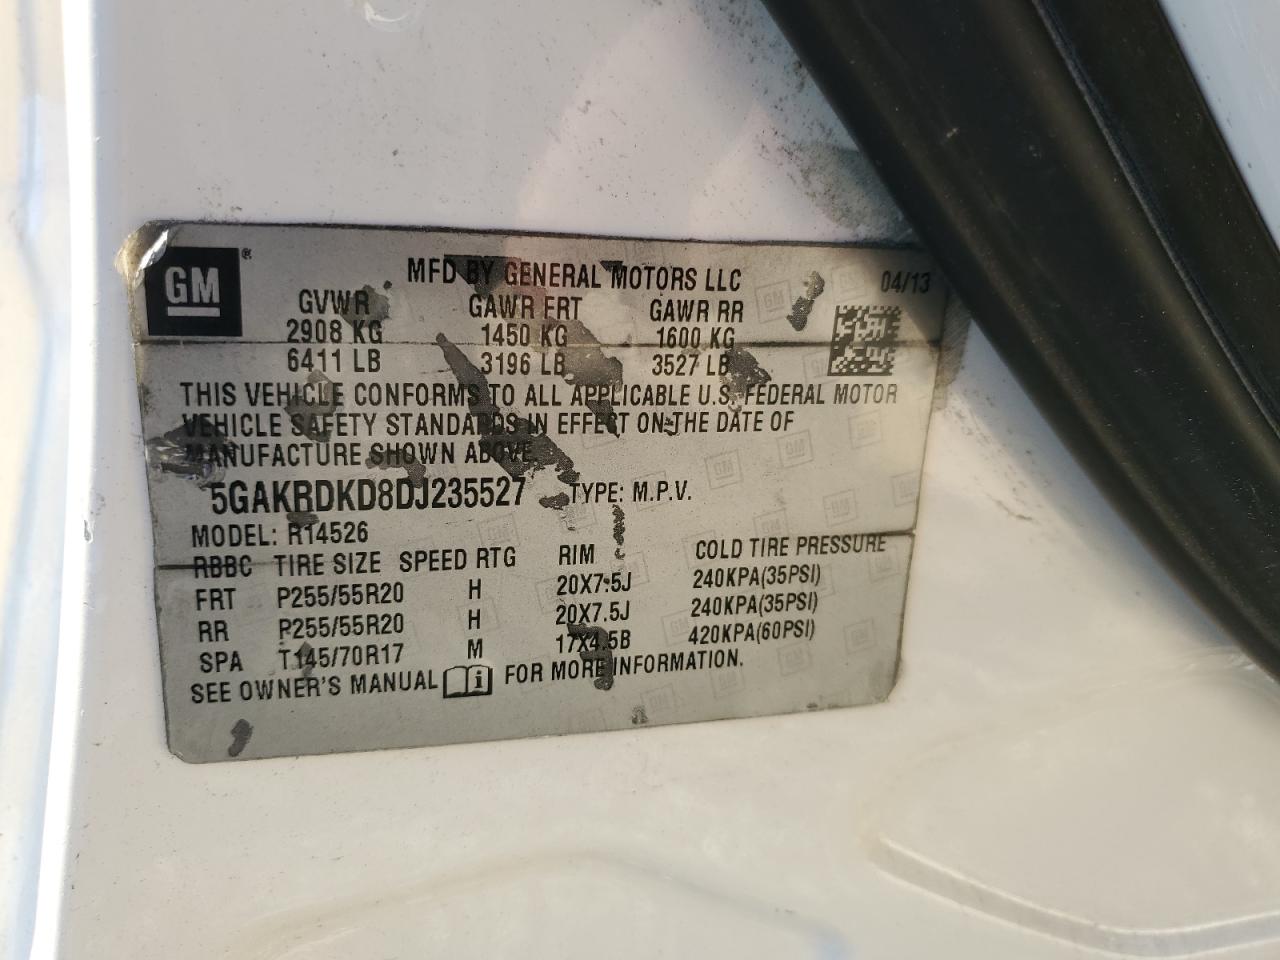 GM ®
MFD BY GENERAL MOTORS LLC 04/13
GVWR GAWR FRT GAWR RR
2908 KG 1450 KG 1600 KG
6411 LB 3196 LB 3527 LB
THIS VEHICLE CONFORMS TO ALL APPLICABLE U.S. FEDERAL MOTOR
VEHICLE SAFETY STANDARDS IN EFFECT ON THE DATE OF
MANUFACTURE SHOWN ABOVE.
5GAKRDKD8DJ235527 TYPE: M.P.V.
MODEL: R14526
RBBC TIRE SIZE SPEED RTG RIM COLD TIRE PRESSURE
FRT P255/55R20 H 20X7.5J 240KPA(35PSI)
RR P255/55R20 H 20X7.5J 240KPA(35PSI)
SPA T145/70R17 M 17X4.5B 420KPA(60PSI)
SEE OWNER'S MANUAL i FOR MORE INFORMATION.